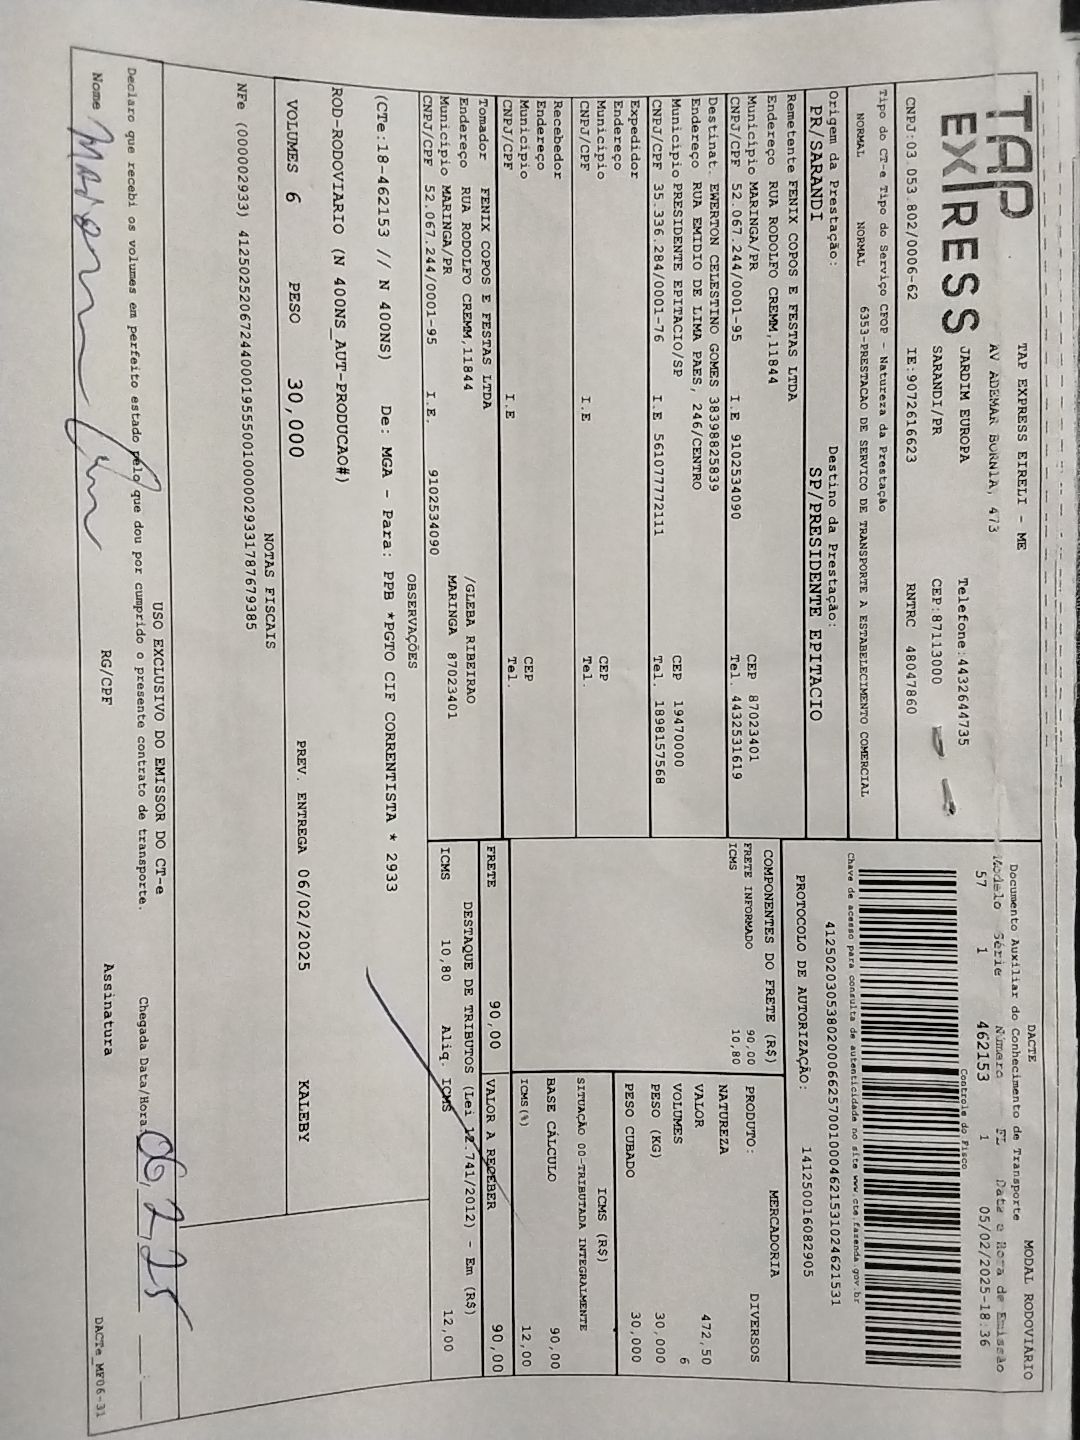 TAP
EXPRESS
TAP EXPRESS EIRELI - ME
AV ADEMAR BORNIA, 473
JARDIM EUROPA Telefone:4432644735
SARANDI/PR CEP:87113000
CNPJ:03 053.802/0006-62 IE:9072616623 RNTRC 48047860
DACTE MODAL RODOVIARIO
Documento Auxiliar do Conhecimento de Transporte
Modelo Série Número FL Data e Hora de Emissão
57 1 462153 1 05/02/2025-18:36
Controle do Fisco
Chave de acesso para consulta de autenticidade no site www.cte.fazenda.gov.br
41250203053802000662570010004621531024621531
PROTOCOLO DE AUTORIZAÇÃO: 141250016082905
Tipo do CT-e Tipo do Serviço CFOP - Natureza da Prestação
NORMAL NORMAL 6353-PRESTACAO DE SERVICO DE TRANSPORTE A ESTABELECIMENTO COMERCIAL
Origem da Prestação: Destino da Prestação:
PR/SARANDI SP/PRESIDENTE EPITACIO
Remetente FENIX COPOS E FESTAS LTDA
Endereço RUA RODOLFO CREMM,11844
Município MARINGA/PR CEP 87023401
CNPJ/CPF 52.067.244/0001-95 I.E 9102534090 Tel. 4432531619
Destinat. EWERTON CELESTINO GOMES 38398825839
Endereço RUA EMIDIO DE LIMA PAES, 246/CENTRO
Município PRESIDENTE EPITACIO/SP CEP 19470000
CNPJ/CPF 35.336.284/0001-76 I.E 561077772111 Tel. 1898157568
Expedidor
Endereço
Município CEP
CNPJ/CPF I.E Tel.
Recebedor
Endereço
Município CEP
CNPJ/CPF I.E Tel.
Tomador FENIX COPOS E FESTAS LTDA
Endereço RUA RODOLFO CREMM,11844 /GLEBA RIBEIRAO
Município MARINGA/PR MARINGA 87023401
CNPJ/CPF 52.067.244/0001-95 I.E. 9102534090
COMPONENTES DO FRETE (R$)
FRETE INFORMADO 90,00
ICMS 10,80
MERCADORIA
PRODUTO: DIVERSOS
NATUREZA
VALOR 472,50
VOLUMES 6
PESO (KG) 30,000
PESO CUBADO 30,000
ICMS (R$)
SITUAÇÃO 00-TRIBUTADA INTEGRALMENTE
BASE CÁLCULO 90,00
ICMS(%) 12,00
FRETE 90,00 VALOR A RECEBER 90,00
DESTAQUE DE TRIBUTOS (Lei 12.741/2012) - Em (R$)
ICMS 10,80 Aliq. ICMS 12,00
OBSERVAÇÕES
(CTe:18-462153 // N 400NS) De: MGA - Para: PPB *PGTO CIF CORRENTISTA * 2933
ROD-RODOVIARIO (N 400NS_AUT-PRODUCAO#)
VOLUMES 6 PESO 30,000 PREV. ENTREGA 06/02/2025 KALEBY
NOTAS FISCAIS
NFe (000002933) 41250252067244000195550010000029331787679385
USO EXCLUSIVO DO EMISSOR DO CT-e
Declaro que recebi os volumes em perfeito estado pelo que dou por cumprido o presente contrato de transporte. Chegada Data/Hora: 06/2/25
Nome RG/CPF Assinatura
DACTe_MF06-31